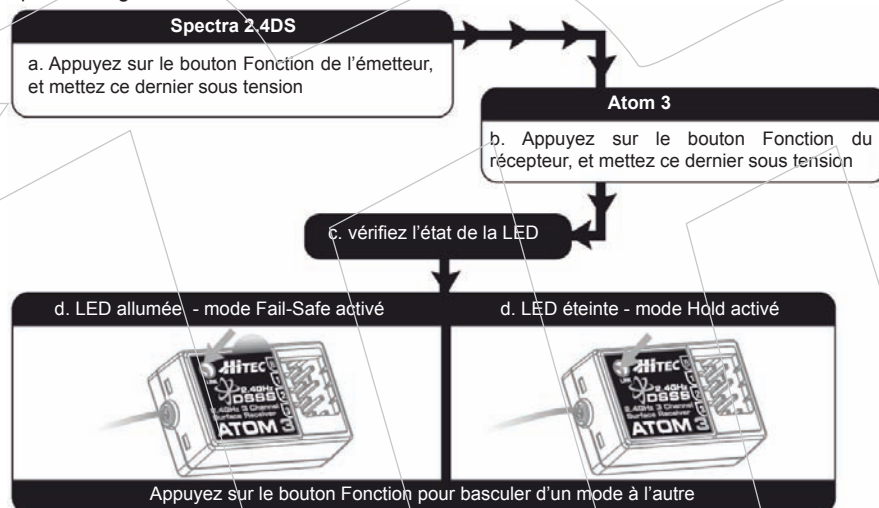 Spectra 2.4DS
a. Appuyez sur le bouton Fonction de l'émetteur,
et mettez ce dernier sous tension
Atom 3
b. Appuyez sur le bouton Fonction du
récepteur, et mettez ce dernier sous tension
c. vérifiez l'état de la LED
d. LED allumée - mode Fail-Safe activé
d. LED éteinte - mode Hold activé
HiTEC
LINK
2.4GHz
DSSS
2.4GHz 3 Channel
Surface Receiver
ATOM 3
HiTEC
LINK
2.4GHz
DSSS
2.4GHz 3 Channel
Surface Receiver
ATOM 3
Appuyez sur le bouton Fonction pour basculer d'un mode à l'autre